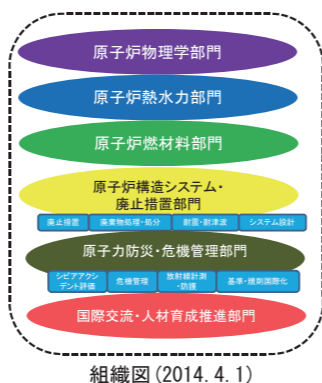 原子炉物理学部門
原子炉熱水力部門
原子炉燃材料部門
原子炉構造システム・
廃止措置部門
廃止措置
廃棄物処理・処分
耐震・耐津波
システム設計
原子力防災・危機管理部門
シビアアクシ
デント評価
危機管理
放射線計測
・防護
基準・規則国際化
国際交流・人材育成推進部門
組織図(2014.4.1)